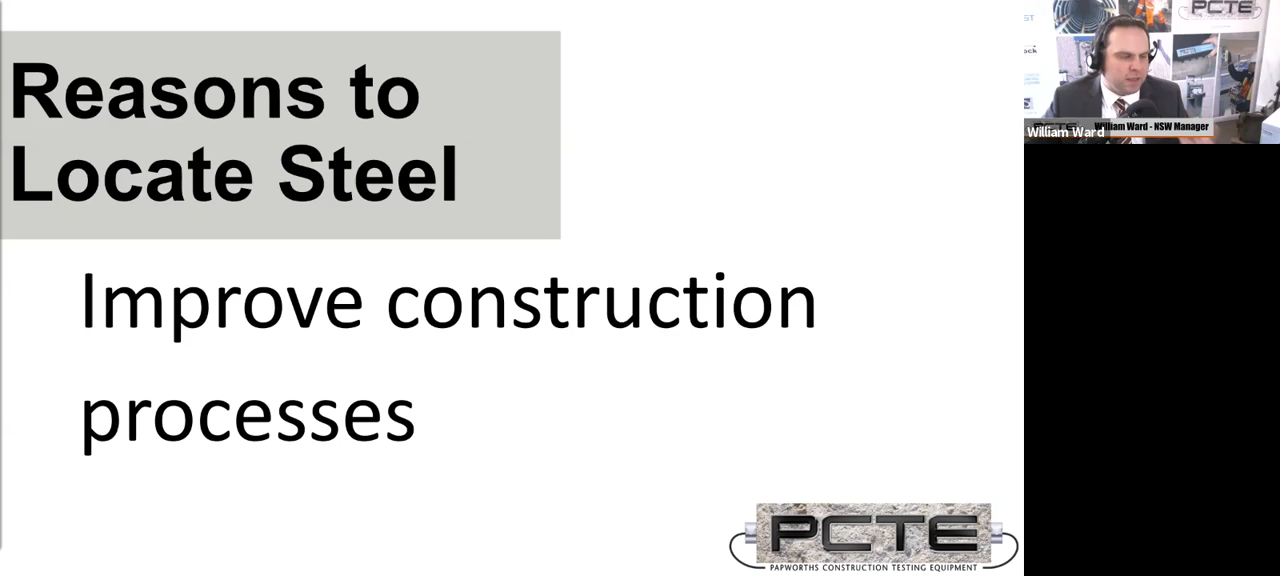 Reasons to
Locate Steel
Improve construction
processes
PCTE
PAPWORTHS CONSTRUCTION TESTING EQUIPMENT
PCTE
William Ward - NSW Manager
William Ward